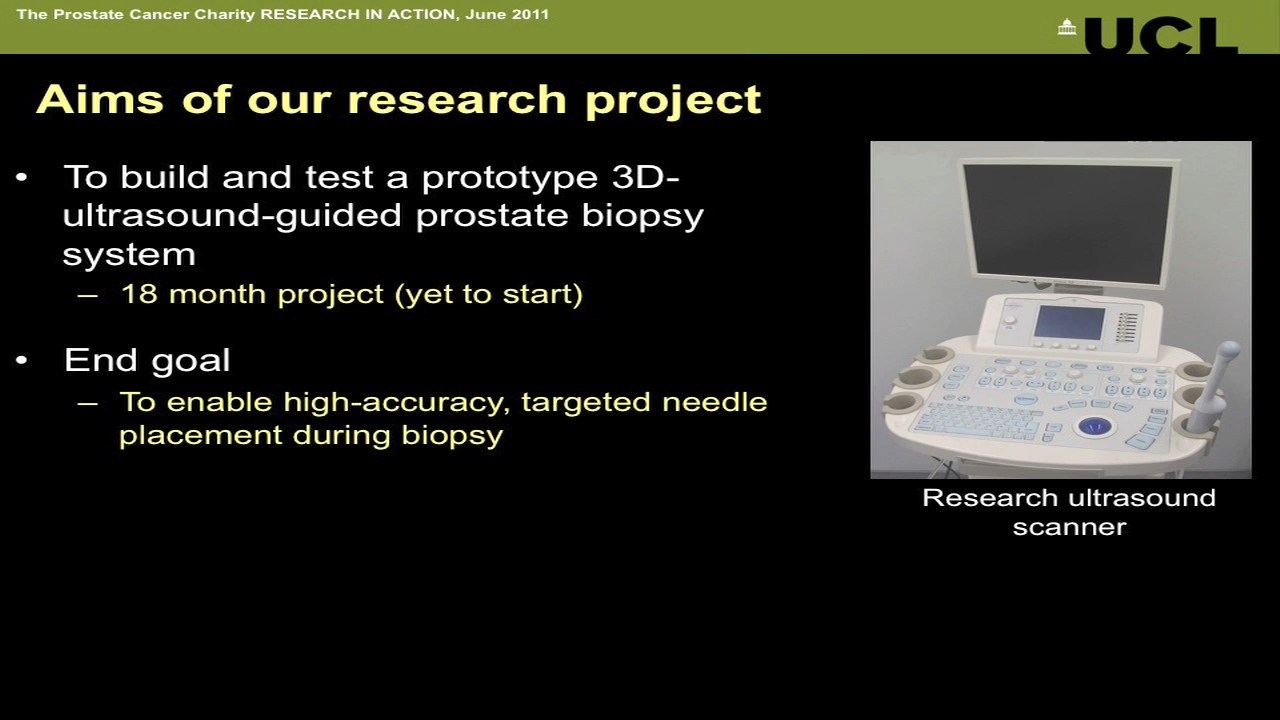 The Prostate Cancer Charity RESEARCH IN ACTION, June 2011
UCL
Aims of our research project
• To build and test a prototype 3D-
ultrasound-guided prostate biopsy
system
– 18 month project (yet to start)
• End goal
– To enable high-accuracy, targeted needle
placement during biopsy
Research ultrasound
scanner